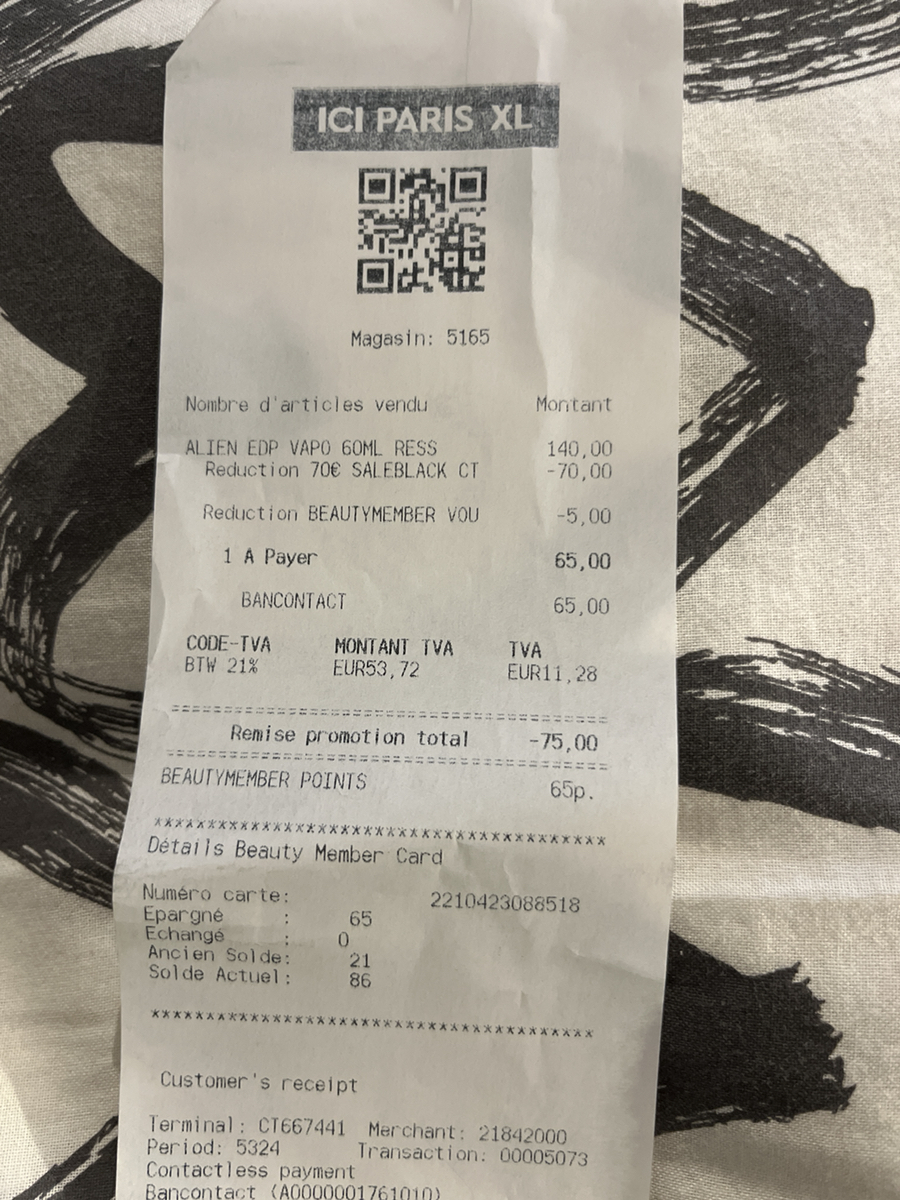 ICI PARIS XL
Magasin: 5165
Nombre d'articles vendu Montant
ALIEN EDP VAPO 60ML RESS 140,00
Reduction 70€ SALEBLACK CT -70,00
Reduction BEAUTYMEMBER VOU -5,00
1 A Payer 65,00
BANCONTACT 65,00
CODE-TVA MONTANT TVA TVA
BTW 21% EUR53,72 EUR11,28
========================================
Remise promotion total -75,00
========================================
BEAUTYMEMBER POINTS 65p.
****************************************
Détails Beauty Member Card
Numéro carte: 2210423088518
Epargné : 65
Echangé : 0
Ancien Solde: 21
Solde Actuel: 86
****************************************
Customer's receipt
Terminal: CT667441 Merchant: 21842000
Period: 5324 Transaction: 00005073
Contactless payment
Bancontact (A0000001761010)